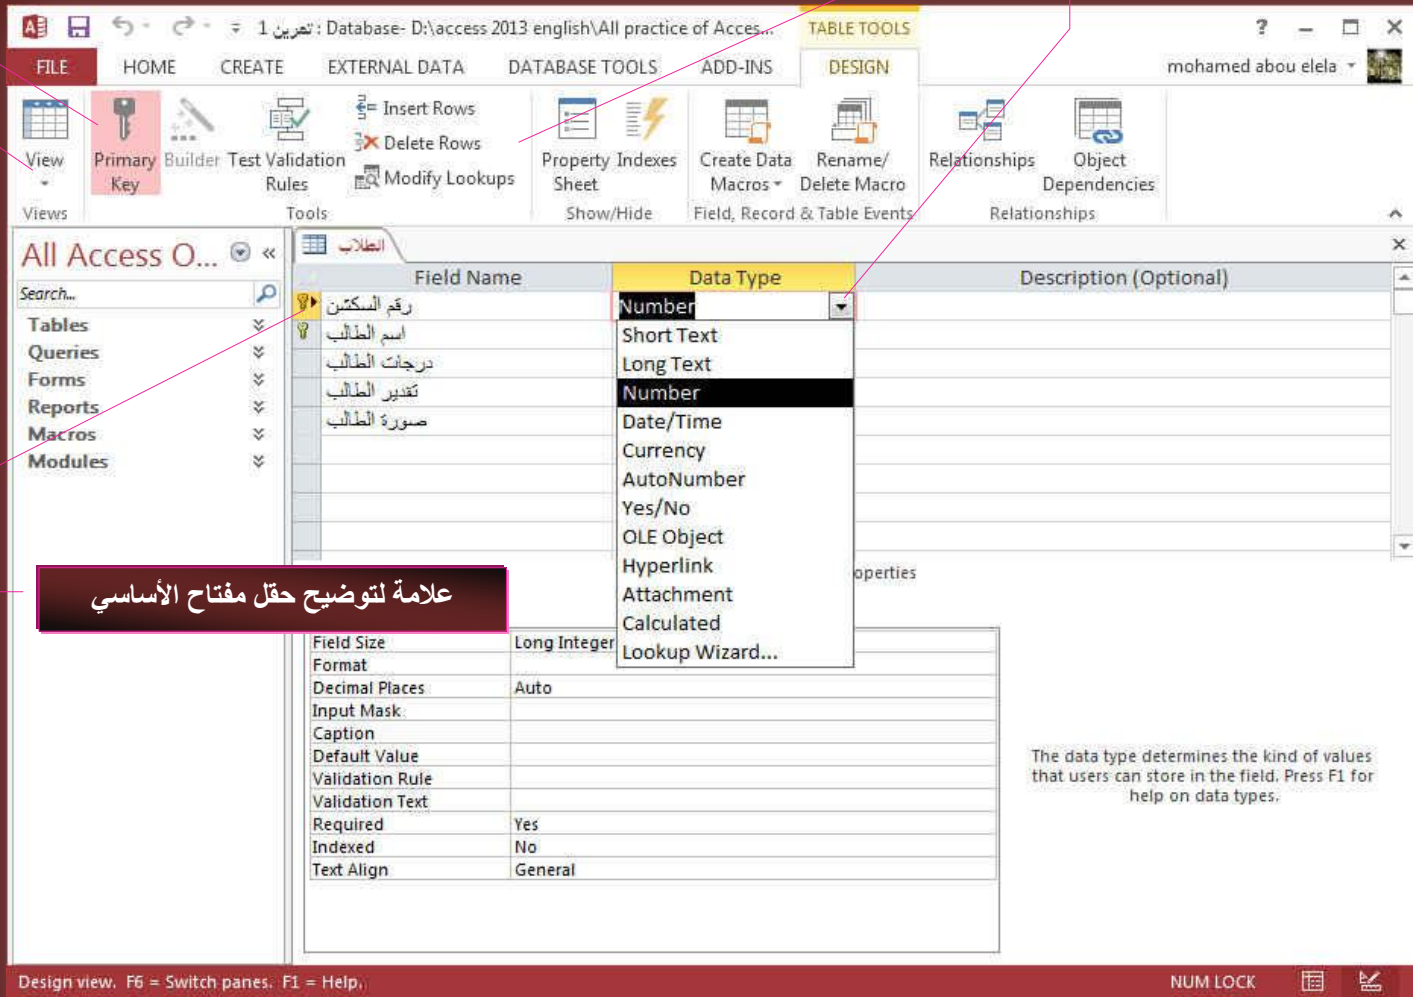 تمرين 1 : Database- D:\access 2013 english\All practice of Acces...
TABLE TOOLS
?
FILE HOME CREATE EXTERNAL DATA DATABASE TOOLS ADD-INS DESIGN
mohamed abou elela
View
Primary Key
Builder
Test Validation Rules
Insert Rows
Delete Rows
Modify Lookups
Property Sheet
Indexes
Create Data Macros
Rename/ Delete Macro
Relationships
Object Dependencies
Views
Tools
Show/Hide
Field, Record & Table Events
Relationships
All Access O...
«
Search...
Tables
Queries
Forms
Reports
Macros
Modules
الطلاب
Field Name Data Type Description (Optional)
رقم السكشن Number
اسم الطالب
درجات الطالب
تقدير الطالب
صورة الطالب
Short Text
Long Text
Number
Date/Time
Currency
AutoNumber
Yes/No
OLE Object
Hyperlink
Attachment
Calculated
Lookup Wizard...
operties
علامة لتوضيح حقل مفتاح الأساسي
Field Size Long Integer
Format
Decimal Places Auto
Input Mask
Caption
Default Value
Validation Rule
Validation Text
Required Yes
Indexed No
Text Align General
The data type determines the kind of values
that users can store in the field. Press F1 for
help on data types.
Design view. F6 = Switch panes. F1 = Help.
NUM LOCK